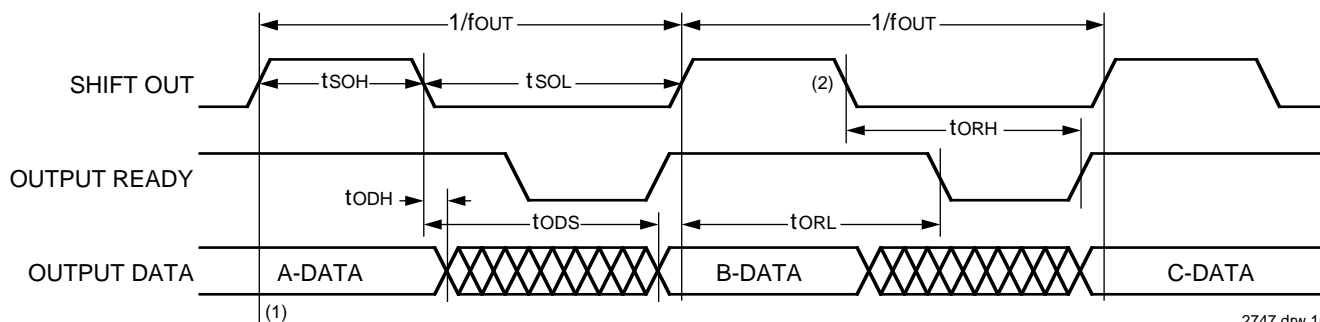 1/fOUT 1/fOUT
SHIFT OUT tSOH tSOL (2)
tORH
OUTPUT READY
tODH
tODS tORL
OUTPUT DATA A-DATA B-DATA C-DATA
(1)